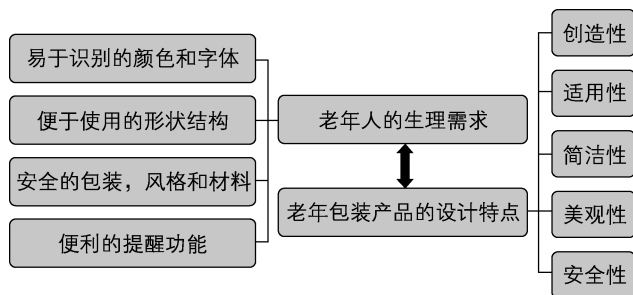 易于识别的颜色和字体
便于使用的形状结构
安全的包装，风格和材料
便利的提醒功能
老年人的生理需求
老年包装产品的设计特点
创造性
适用性
简洁性
美观性
安全性